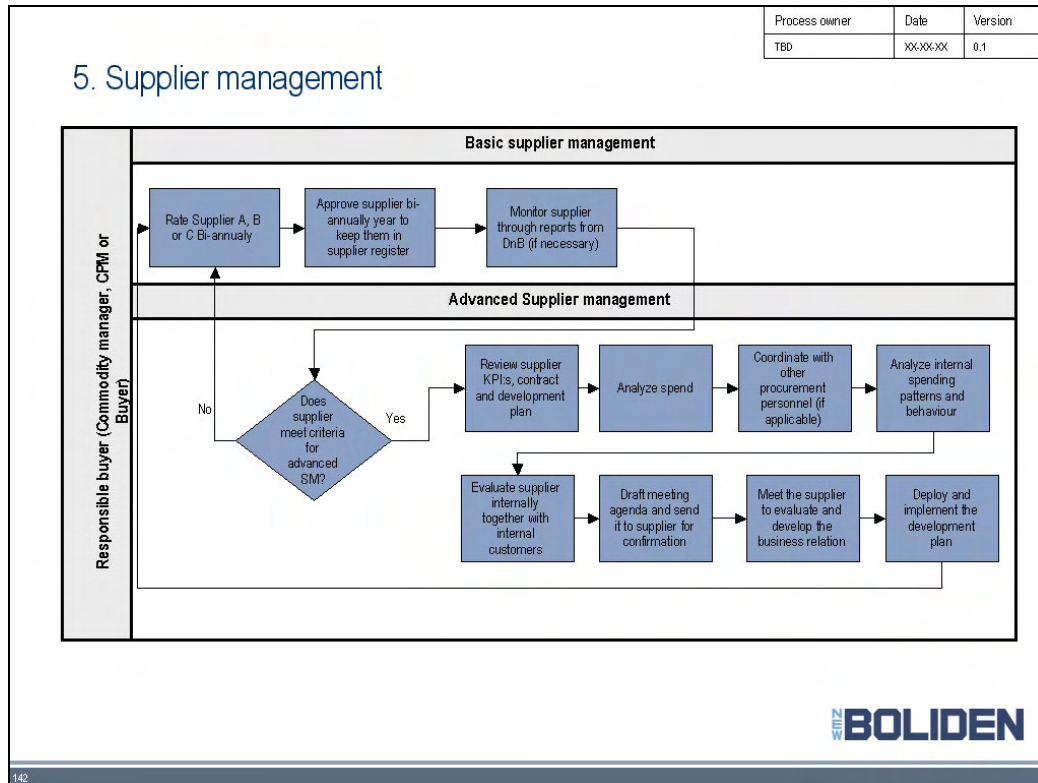 Process owner Date Version
TBD XX-XX-XX 0.1
5. Supplier management
Responsible buyer (Commodity manager, CPM or
Buyer)
Basic supplier management
Rate Supplier A, B
or C Bi-annualy
Approve supplier bi-
annually year to
keep them in
supplier register
Monitor supplier
through reports from
DnB (if necessary)
Advanced Supplier management
No
Does
supplier
meet criteria
for
advanced
SM?
Yes
Review supplier
KPI:s, contract
and development
plan
Analyze spend
Coordinate with
other
procurement
personnel (if
applicable)
Analyze internal
spending
patterns and
behaviour
Evaluate supplier
internally
together with
internal
customers
Draft meeting
agenda and send
it to supplier for
confirmation
Meet the supplier
to evaluate and
develop the
business relation
Deploy and
implement the
development
plan
NEW BOLIDEN
142